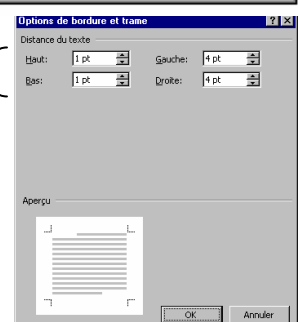 Options de bordure et trame
Distance du texte
Haut: 1 pt Gauche: 4 pt
Bas: 1 pt Droite: 4 pt
Aperçu
OK Annuler